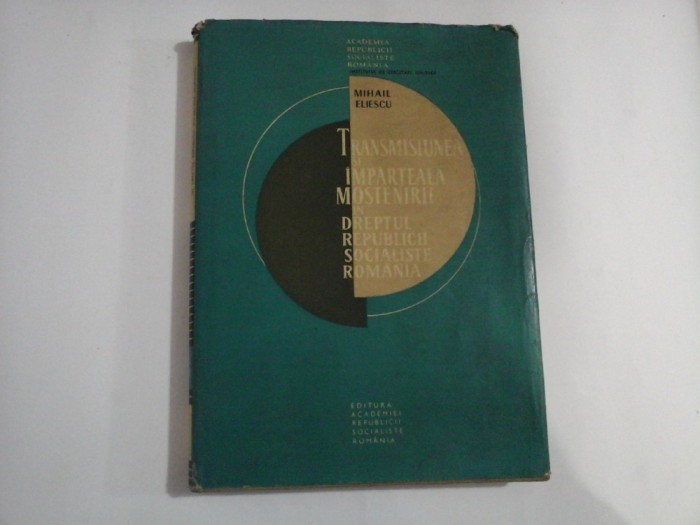 ACADEMIA
REPUBLICII
SOCIALISTE
ROMÂNIA
MIHAIL
ELIESCU
TRANSMISIUNEA
ȘI
ÎMPĂRȚEALA
MOȘTENIRII
ÎN
DREPTUL
REPUBLICII
SOCIALISTE
ROMÂNIA
EDITURA
ACADEMIEI
REPUBLICII
SOCIALISTE
ROMÂNIA